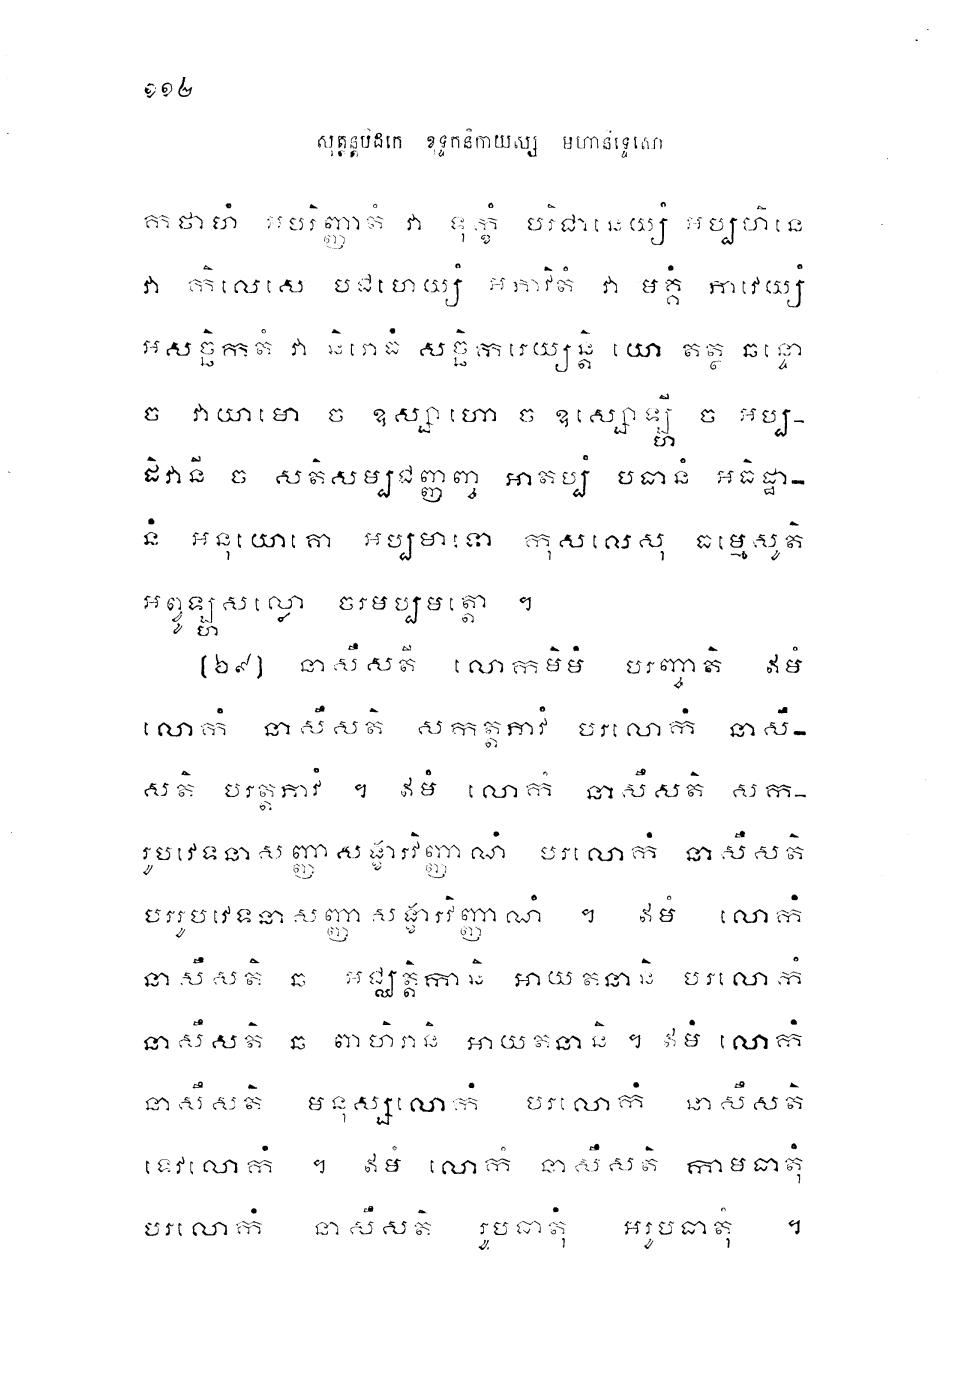 ១១២
សុត្តន្តបិដកេ ខុទ្ទកនិកាយស្ស មហានិទ្ទេសោ
កថាហំ អបរិញ្ញាតំ វា ទុក្ខំ បរិជានេយ្យំ អប្បហីនេ
វា កិលេសេ បជហេយ្យំ អភាវិតំ វា មគ្គំ ភាវេយ្យំ
អសច្ឆិកតំ វា និរោធំ សច្ឆិករេយ្យន្តិ យោ តត្ថ ឆន្ទោ
ច វាយាមោ ច ឧស្សាហោ ច ឧស្សោឡ្ហី ច អប្ប-
ដិវានី ច សតិសម្បជញ្ញញ្ច អាតប្បំ បធានំ អធិដ្ឋា-
នំ អនុយោគោ អប្បមាទោ កុសលេសុ ធម្មេសូតិ
អព្វូឡ្ហសល្លោ ចរមប្បមត្តោ ។
(៦៩) នាសឹសតី លោកមិមំ បរញ្ចាតិ ឥមំ
លោកំ នាសឹសតិ សកត្តភាវំ បរលោកំ នាសឹ-
សតិ បរត្តភាវំ ។ ឥមំ លោកំ នាសឹសតិ សក-
រូបវេទនាសញ្ញាសង្ខារវិញ្ញាណំ បរលោកំ នាសឹសតិ
បររូបវេទនាសញ្ញាសង្ខារវិញ្ញាណំ ។ ឥមំ លោកំ
នាសឹសតិ ឆ អជ្ឈត្តិកានិ អាយតនានិ បរលោកំ
នាសឹសតិ ឆ ពាហិរានិ អាយតនានិ ។ ឥមំ លោកំ
នាសឹសតិ មនុស្សលោកំ បរលោកំ នាសឹសតិ
ទេវលោកំ ។ ឥមំ លោកំ នាសឹសតិ កាមធាតុំ
បរលោកំ នាសឹសតិ រូបធាតុំ អរូបធាតុំ ។